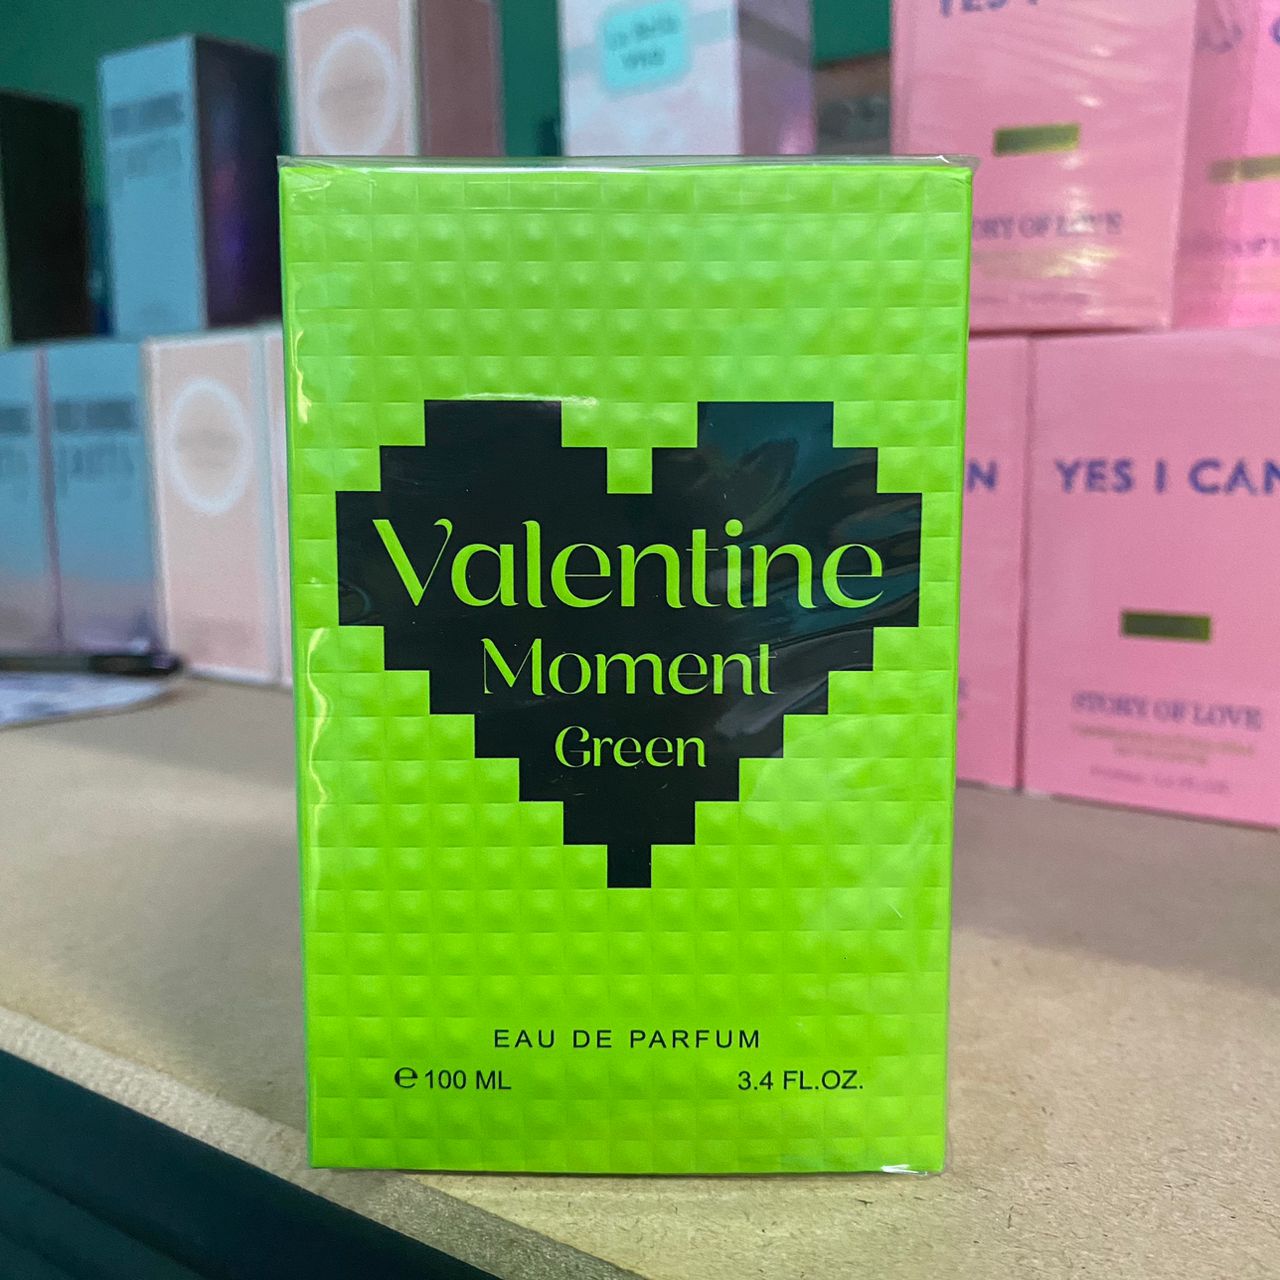 Valentine
Moment
Green
EAU DE PARFUM
℮ 100 ML
3.4 FL.OZ.
YES I
STORY OF LOVE
N
YES I CAN
STORY OF LOVE